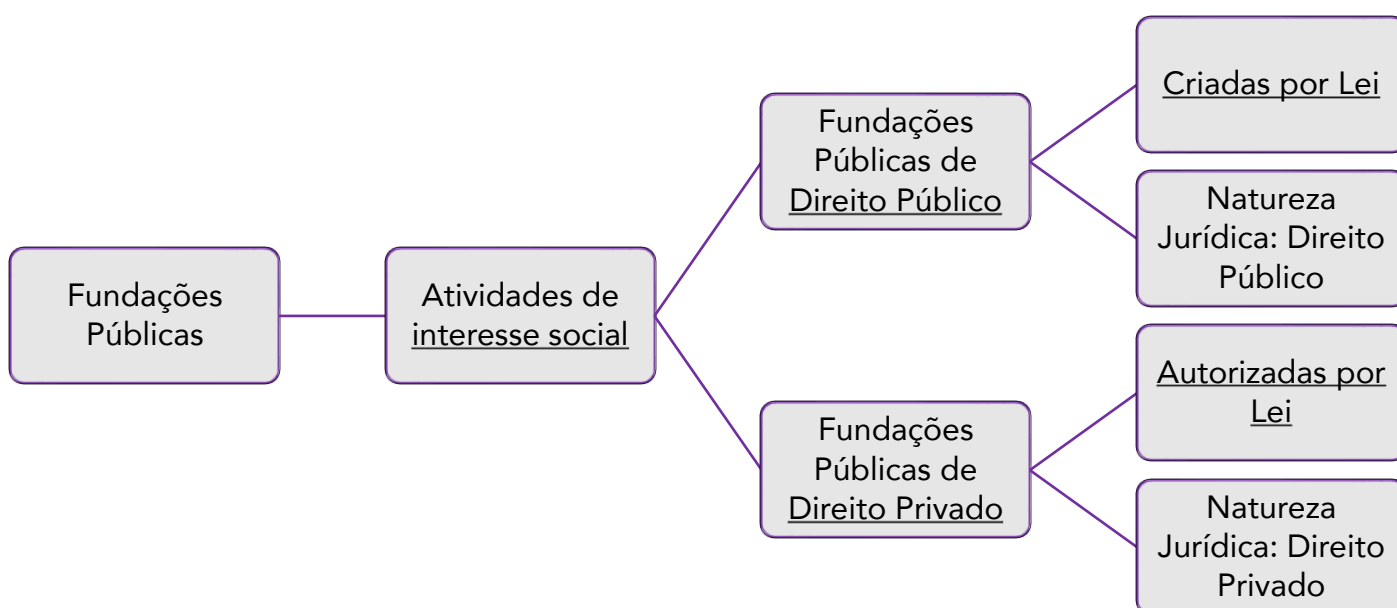 Fundações
Públicas
Atividades de
interesse social
Fundações
Públicas de
Direito Público
Criadas por Lei
Natureza
Jurídica: Direito
Público
Fundações
Públicas de
Direito Privado
Autorizadas por
Lei
Natureza
Jurídica: Direito
Privado